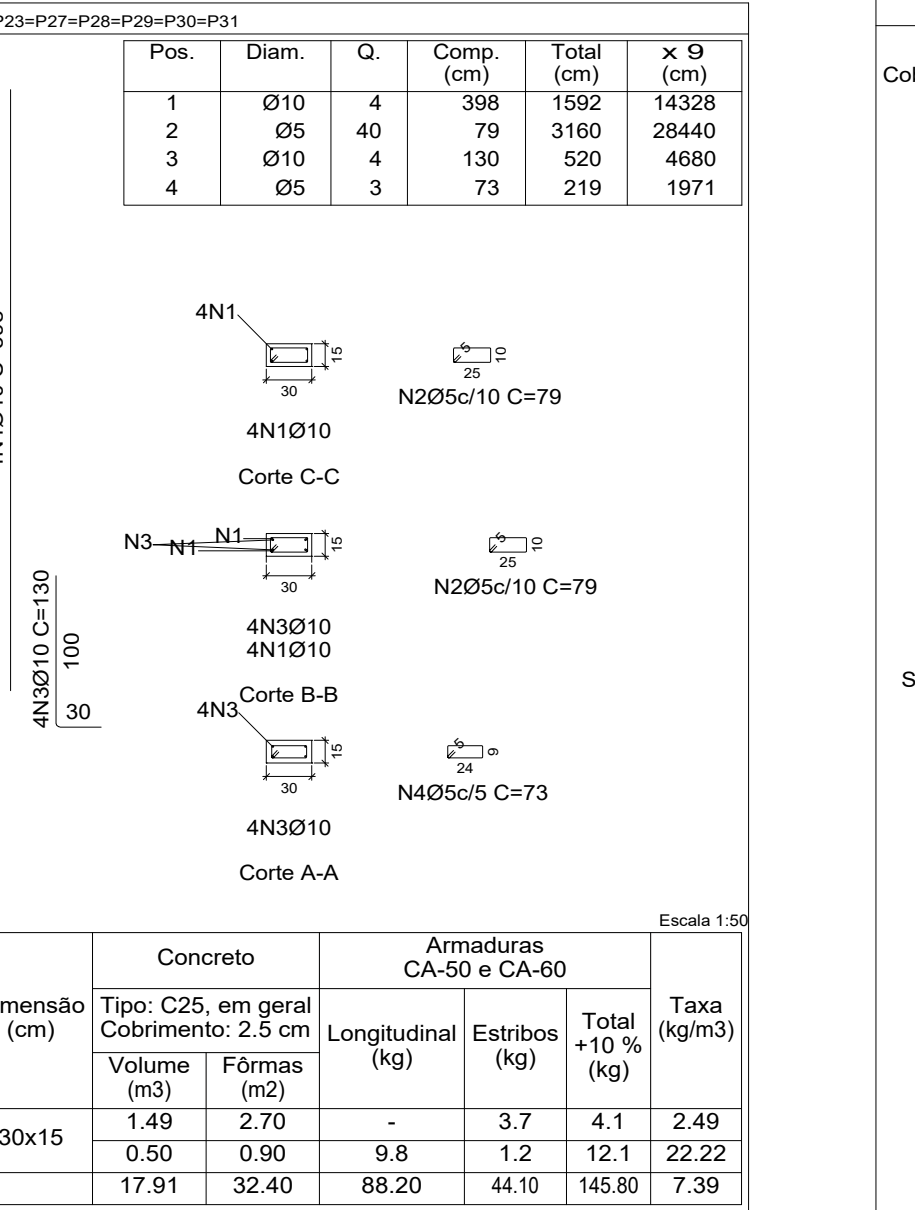 P23=P27=P28=P29=P30=P31
Pos. Diam. Q. Comp. (cm) Total (cm) x 9 (cm)
1 Ø10 4 398 1592 14328
2 Ø5 40 79 3160 28440
3 Ø10 4 130 520 4680
4 Ø5 3 73 219 1971
4N1
15
30
4N1Ø10
Corte C-C
5
10
25
N2Ø5c/10 C=79
N3
N1
N1
15
30
4N3Ø10
4N1Ø10
Corte B-B
5
10
25
N2Ø5c/10 C=79
4N3Ø10 C=130
100
30
4N3
15
30
4N3Ø10
Corte A-A
5
9
24
N4Ø5c/5 C=73
Escala 1:50
Concreto
Armaduras
CA-50 e CA-60
Taxa
(kg/m3)
mensão
(cm)
Tipo: C25, em geral
Cobrimento: 2.5 cm
Longitudinal
(kg)
Estribos
(kg)
Total
+10 %
(kg)
Volume
(m3)
Fôrmas
(m2)
30x15
1.49 2.70 - 3.7 4.1 2.49
0.50 0.90 9.8 1.2 12.1 22.22
17.91 32.40 88.20 44.10 145.80 7.39
Col
S